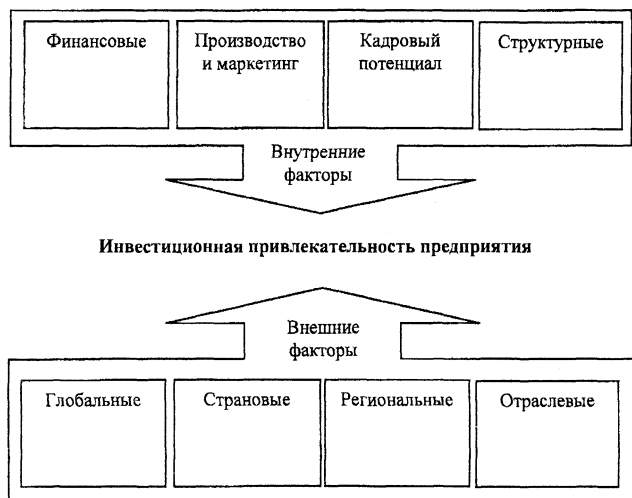 Финансовые
Производство
и маркетинг
Кадровый
потенциал
Структурные
Внутренние
факторы
Инвестиционная привлекательность предприятия
Внешние
факторы
Глобальные
Страновые
Региональные
Отраслевые